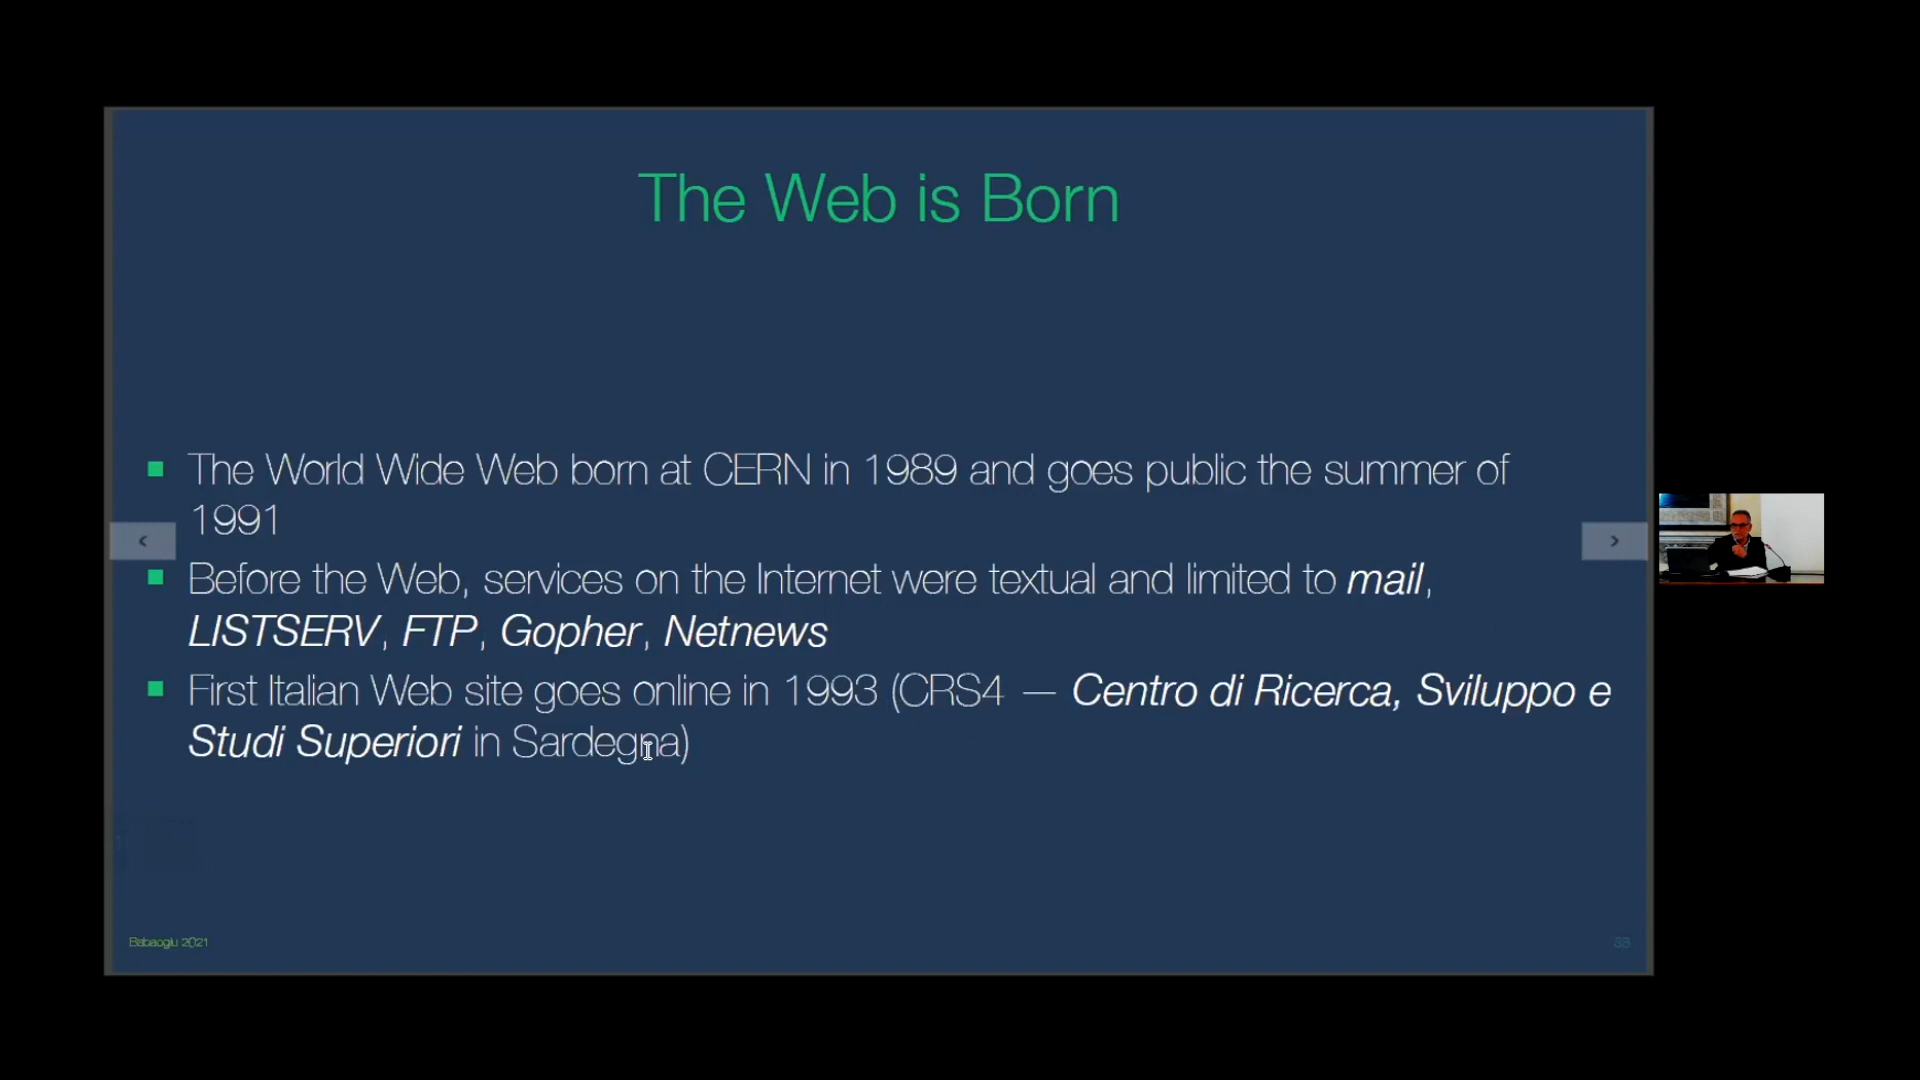 The Web is Born
The World Wide Web born at CERN in 1989 and goes public the summer of
1991
Before the Web, services on the Internet were textual and limited to mail,
LISTSERV, FTP, Gopher, Netnews
First Italian Web site goes online in 1993 (CRS4 — Centro di Ricerca, Sviluppo e
Studi Superiori in Sardegna)
Babaoglu 2021